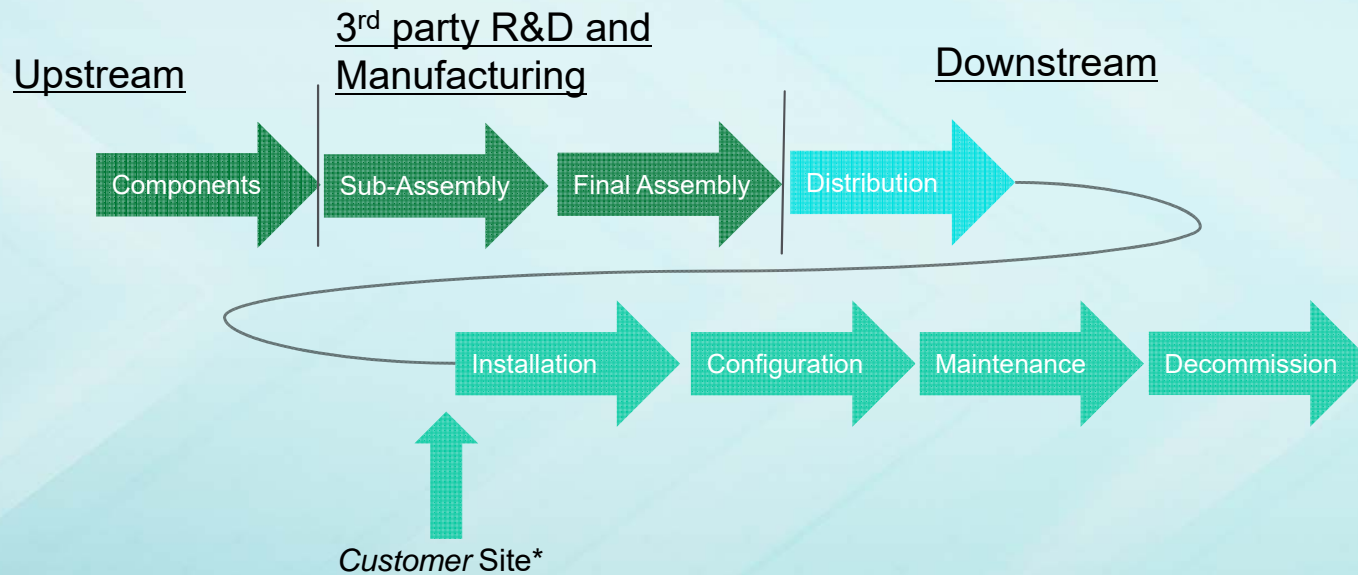 Upstream
3rd party R&D and
Manufacturing
Downstream
Components
Sub-Assembly
Final Assembly
Distribution
Installation
Configuration
Maintenance
Decommission
Customer Site*